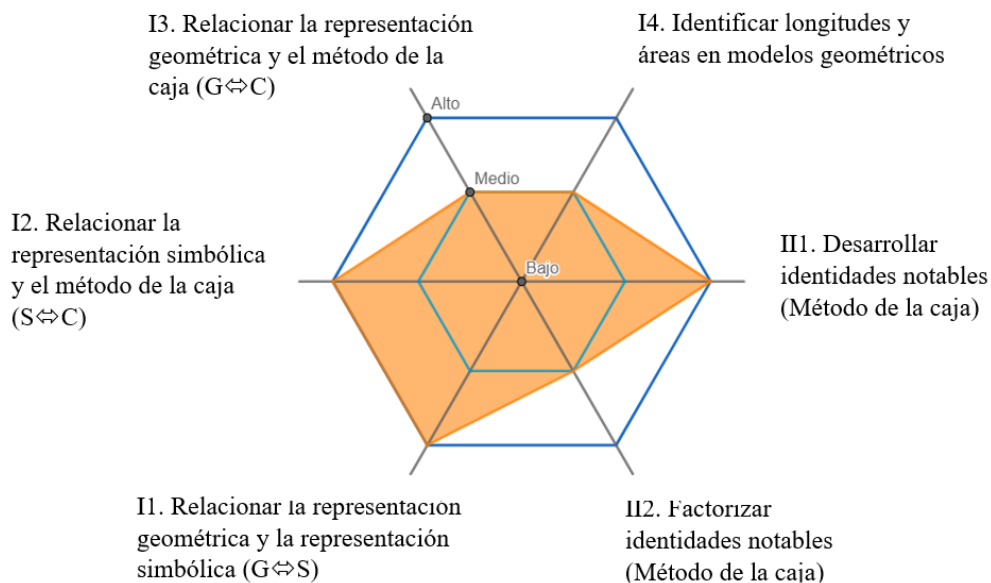 I3. Relacionar la representación
geométrica y el método de la
caja (G⇔C)
I4. Identificar longitudes y
áreas en modelos geométricos
Alto
Medio
I2. Relacionar la
representación simbólica
y el método de la caja
(S⇔C)
Bajo
II1. Desarrollar
identidades notables
(Método de la caja)
I1. Relacionar la representación
geométrica y la representación
simbólica (G⇔S)
II2. Factorizar
identidades notables
(Método de la caja)